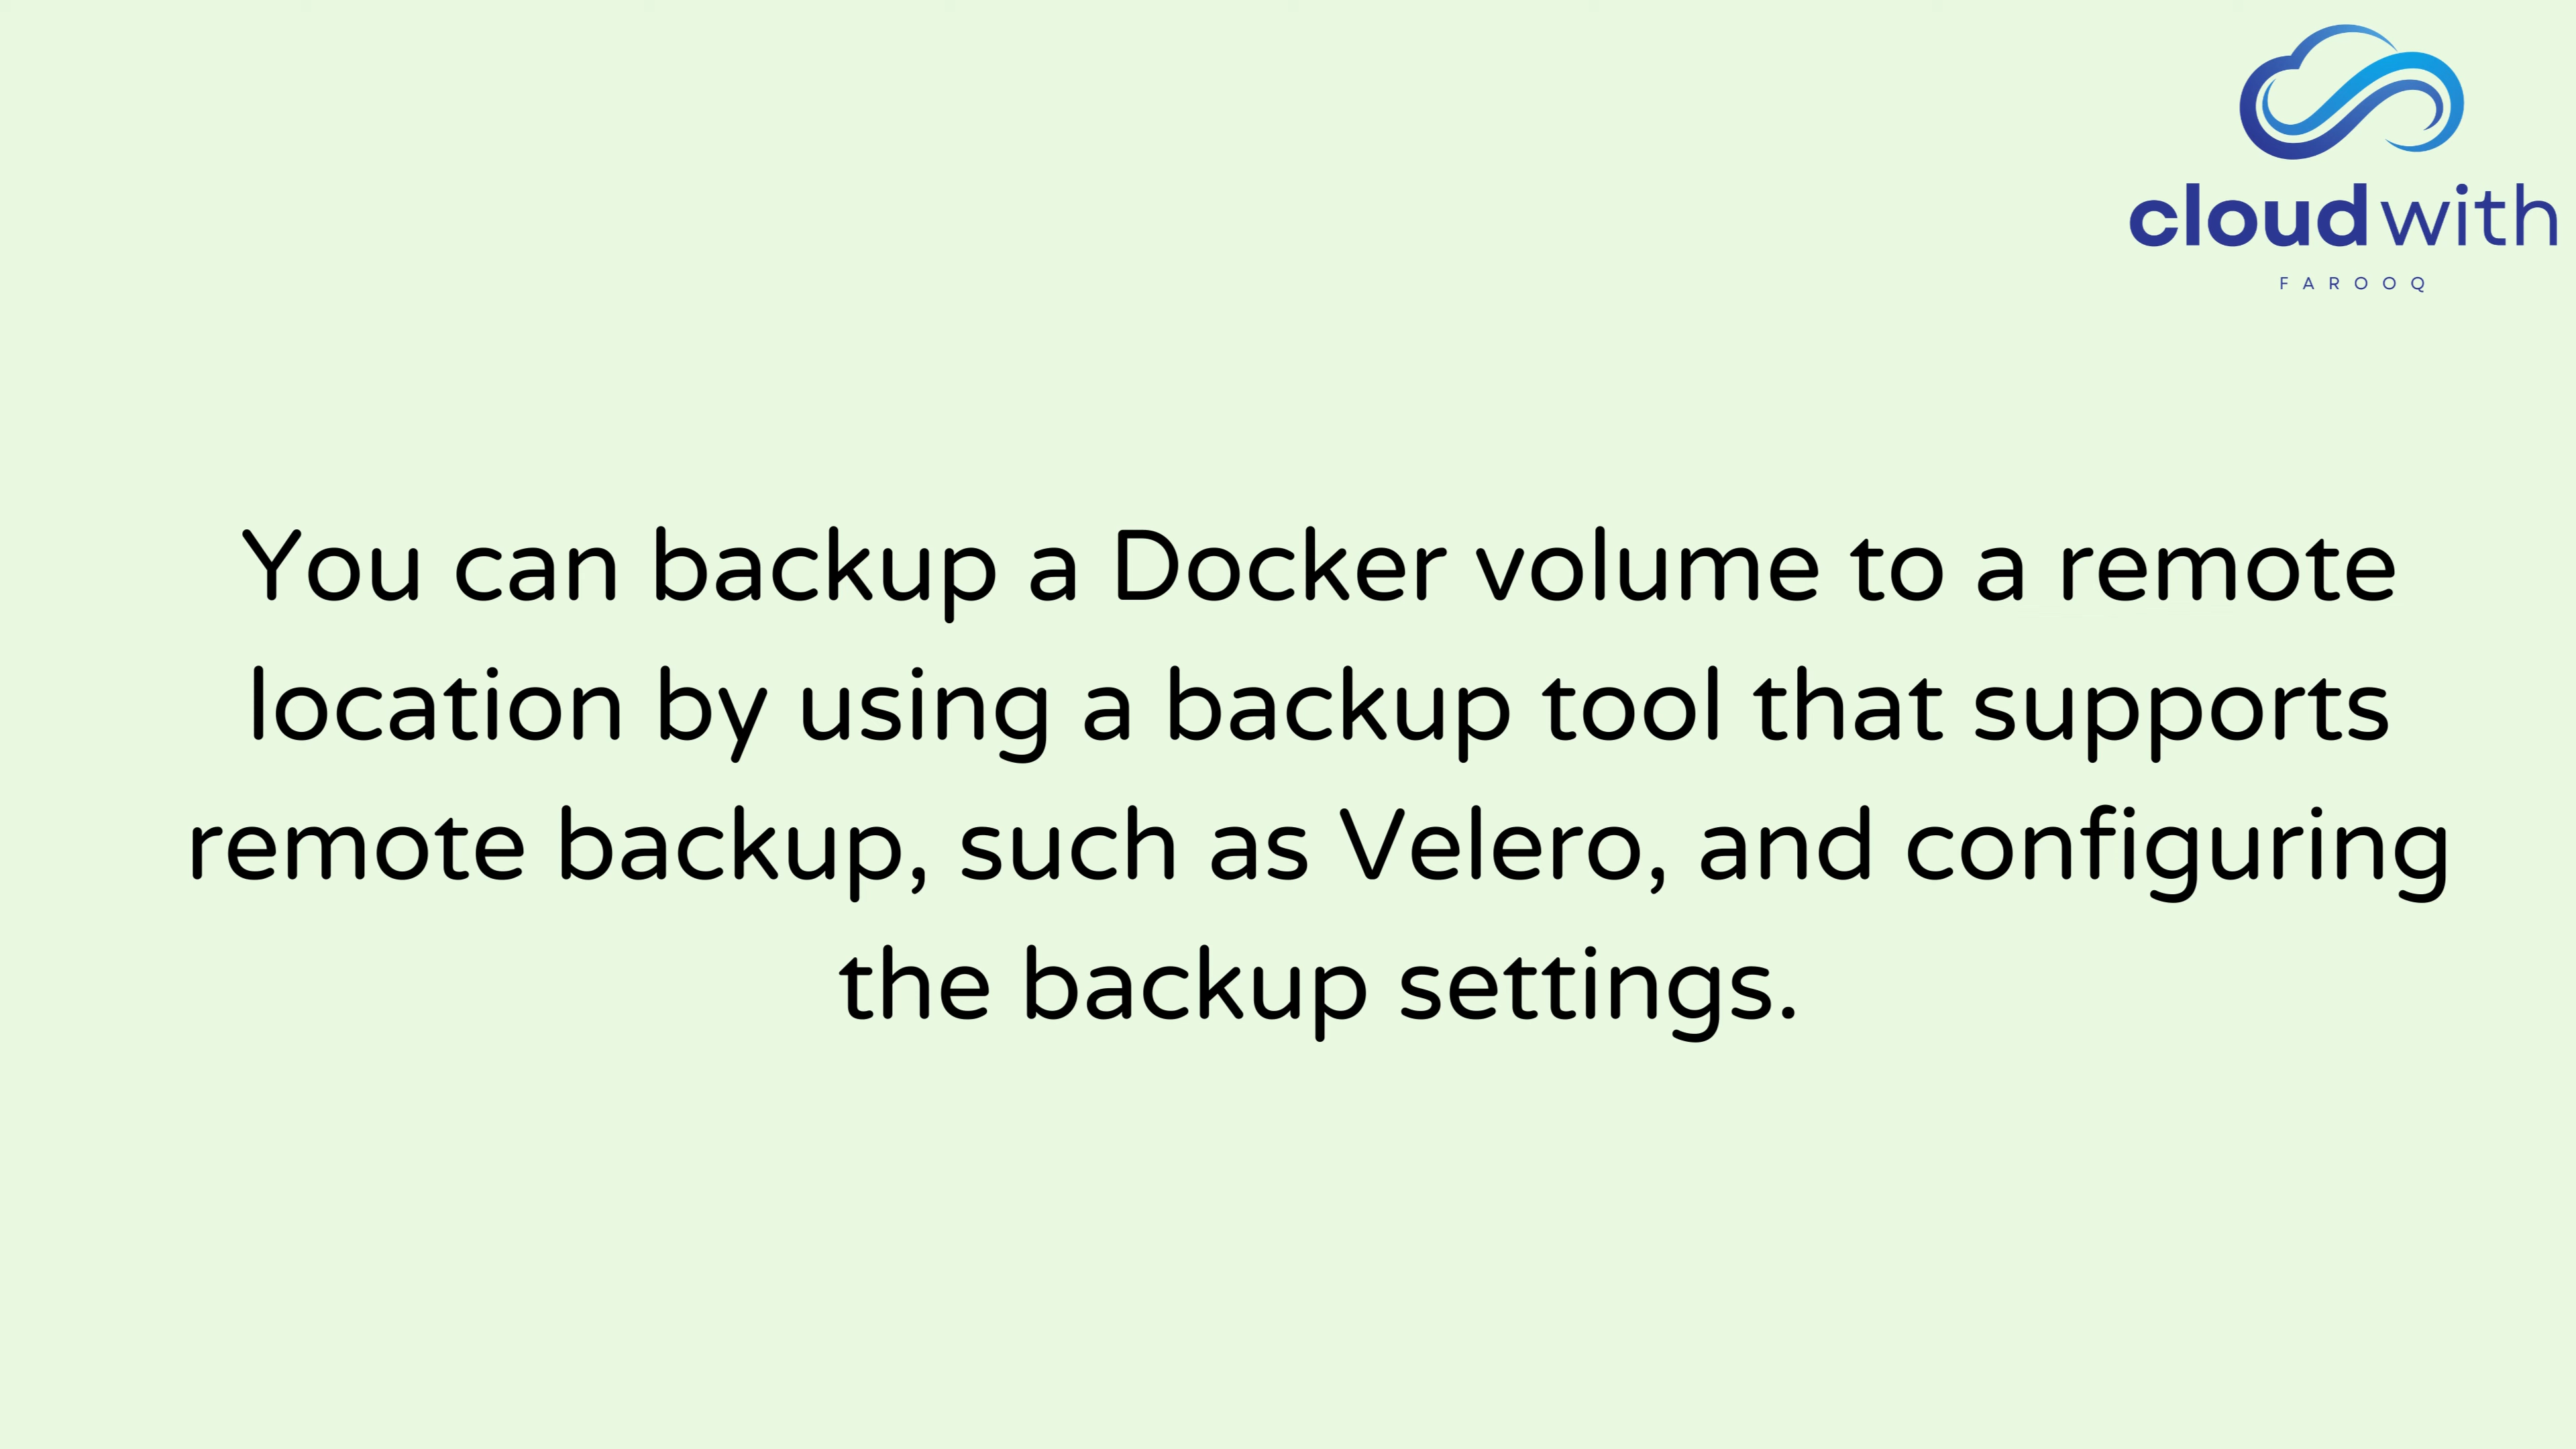 cloudwith
FAROOQ
You can backup a Docker volume to a remote
location by using a backup tool that supports
remote backup, such as Velero, and configuring
the backup settings.